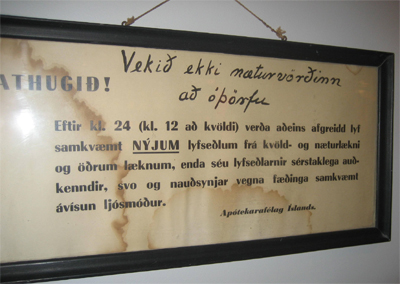 Vekið ekki næturvörðinn
að óþörfu
ATHUGIÐ!
Eftir kl. 24 (kl. 12 að kvöldi) verða aðeins afgreidd lyf
samkvæmt NÝJUM lyfseðlum frá kvöld- og næturlækni
og öðrum læknum, enda séu lyfseðlarnir sérstaklega auð-
kenndir, svo og nauðsynjar vegna fæðinga samkvæmt
ávísun ljósmóður.
Apótekarafélag Íslands.